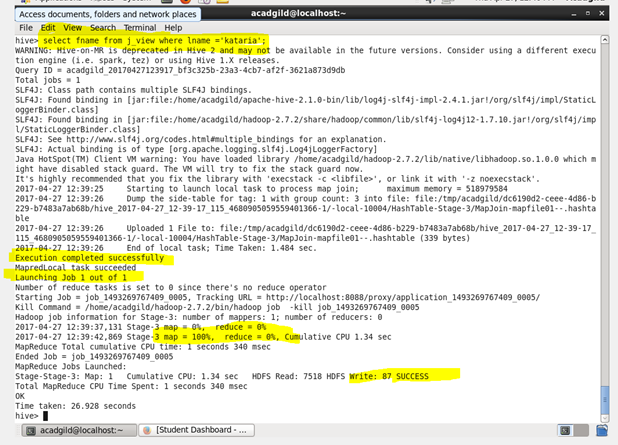 Access documents, folders and network places
acadgild@localhost:~
File Edit View Search Terminal Help
hive> select fname from j_view where lname ='kataria';
WARNING: Hive-on-MR is deprecated in Hive 2 and may not be available in the future versions. Consider using a different execu
tion engine (i.e. spark, tez) or using Hive 1.X releases.
Query ID = acadgild_20170427123917_bf3c325b-23a3-4cb7-af2f-3621a873d9db
Total jobs = 1
SLF4J: Class path contains multiple SLF4J bindings.
SLF4J: Found binding in [jar:file:/home/acadgild/apache-hive-2.1.0-bin/lib/log4j-slf4j-impl-2.4.1.jar!/org/slf4j/impl/StaticL
oggerBinder.class]
SLF4J: Found binding in [jar:file:/home/acadgild/hadoop-2.7.2/share/hadoop/common/lib/slf4j-log4j12-1.7.10.jar!/org/slf4j/imp
l/StaticLoggerBinder.class]
SLF4J: See http://www.slf4j.org/codes.html#multiple_bindings for an explanation.
SLF4J: Actual binding is of type [org.apache.logging.slf4j.Log4jLoggerFactory]
Java HotSpot(TM) Client VM warning: You have loaded library /home/acadgild/hadoop-2.7.2/lib/native/libhadoop.so.1.0.0 which m
ight have disabled stack guard. The VM will try to fix the stack guard now.
It's highly recommended that you fix the library with 'execstack -c <libfile>', or link it with '-z noexecstack'.
2017-04-27 12:39:25 Starting to launch local task to process map join; maximum memory = 518979584
2017-04-27 12:39:26 Dump the side-table for tag: 1 with group count: 3 into file: file:/tmp/acadgild/dc6190d2-ceee-4d86-b
229-b7483a7ab68b/hive_2017-04-27_12-39-17_115_4680905059559401366-1/-local-10004/HashTable-Stage-3/MapJoin-mapfile01--.hashta
ble
2017-04-27 12:39:26 Uploaded 1 File to: file:/tmp/acadgild/dc6190d2-ceee-4d86-b229-b7483a7ab68b/hive_2017-04-27_12-39-17_
115_4680905059559401366-1/-local-10004/HashTable-Stage-3/MapJoin-mapfile01--.hashtable (339 bytes)
2017-04-27 12:39:26 End of local task; Time Taken: 1.484 sec.
Execution completed successfully
MapredLocal task succeeded
Launching Job 1 out of 1
Number of reduce tasks is set to 0 since there's no reduce operator
Starting Job = job_1493269767409_0005, Tracking URL = http://localhost:8088/proxy/application_1493269767409_0005/
Kill Command = /home/acadgild/hadoop-2.7.2/bin/hadoop job -kill job_1493269767409_0005
Hadoop job information for Stage-3: number of mappers: 1; number of reducers: 0
2017-04-27 12:39:37,131 Stage-3 map = 0%, reduce = 0%
2017-04-27 12:39:42,869 Stage-3 map = 100%, reduce = 0%, Cumulative CPU 1.34 sec
MapReduce Total cumulative CPU time: 1 seconds 340 msec
Ended Job = job_1493269767409_0005
MapReduce Jobs Launched:
Stage-Stage-3: Map: 1 Cumulative CPU: 1.34 sec HDFS Read: 7518 HDFS Write: 87 SUCCESS
Total MapReduce CPU Time Spent: 1 seconds 340 msec
OK
Time taken: 26.928 seconds
hive>
acadgild@localhost:~ [Student Dashboard - ...